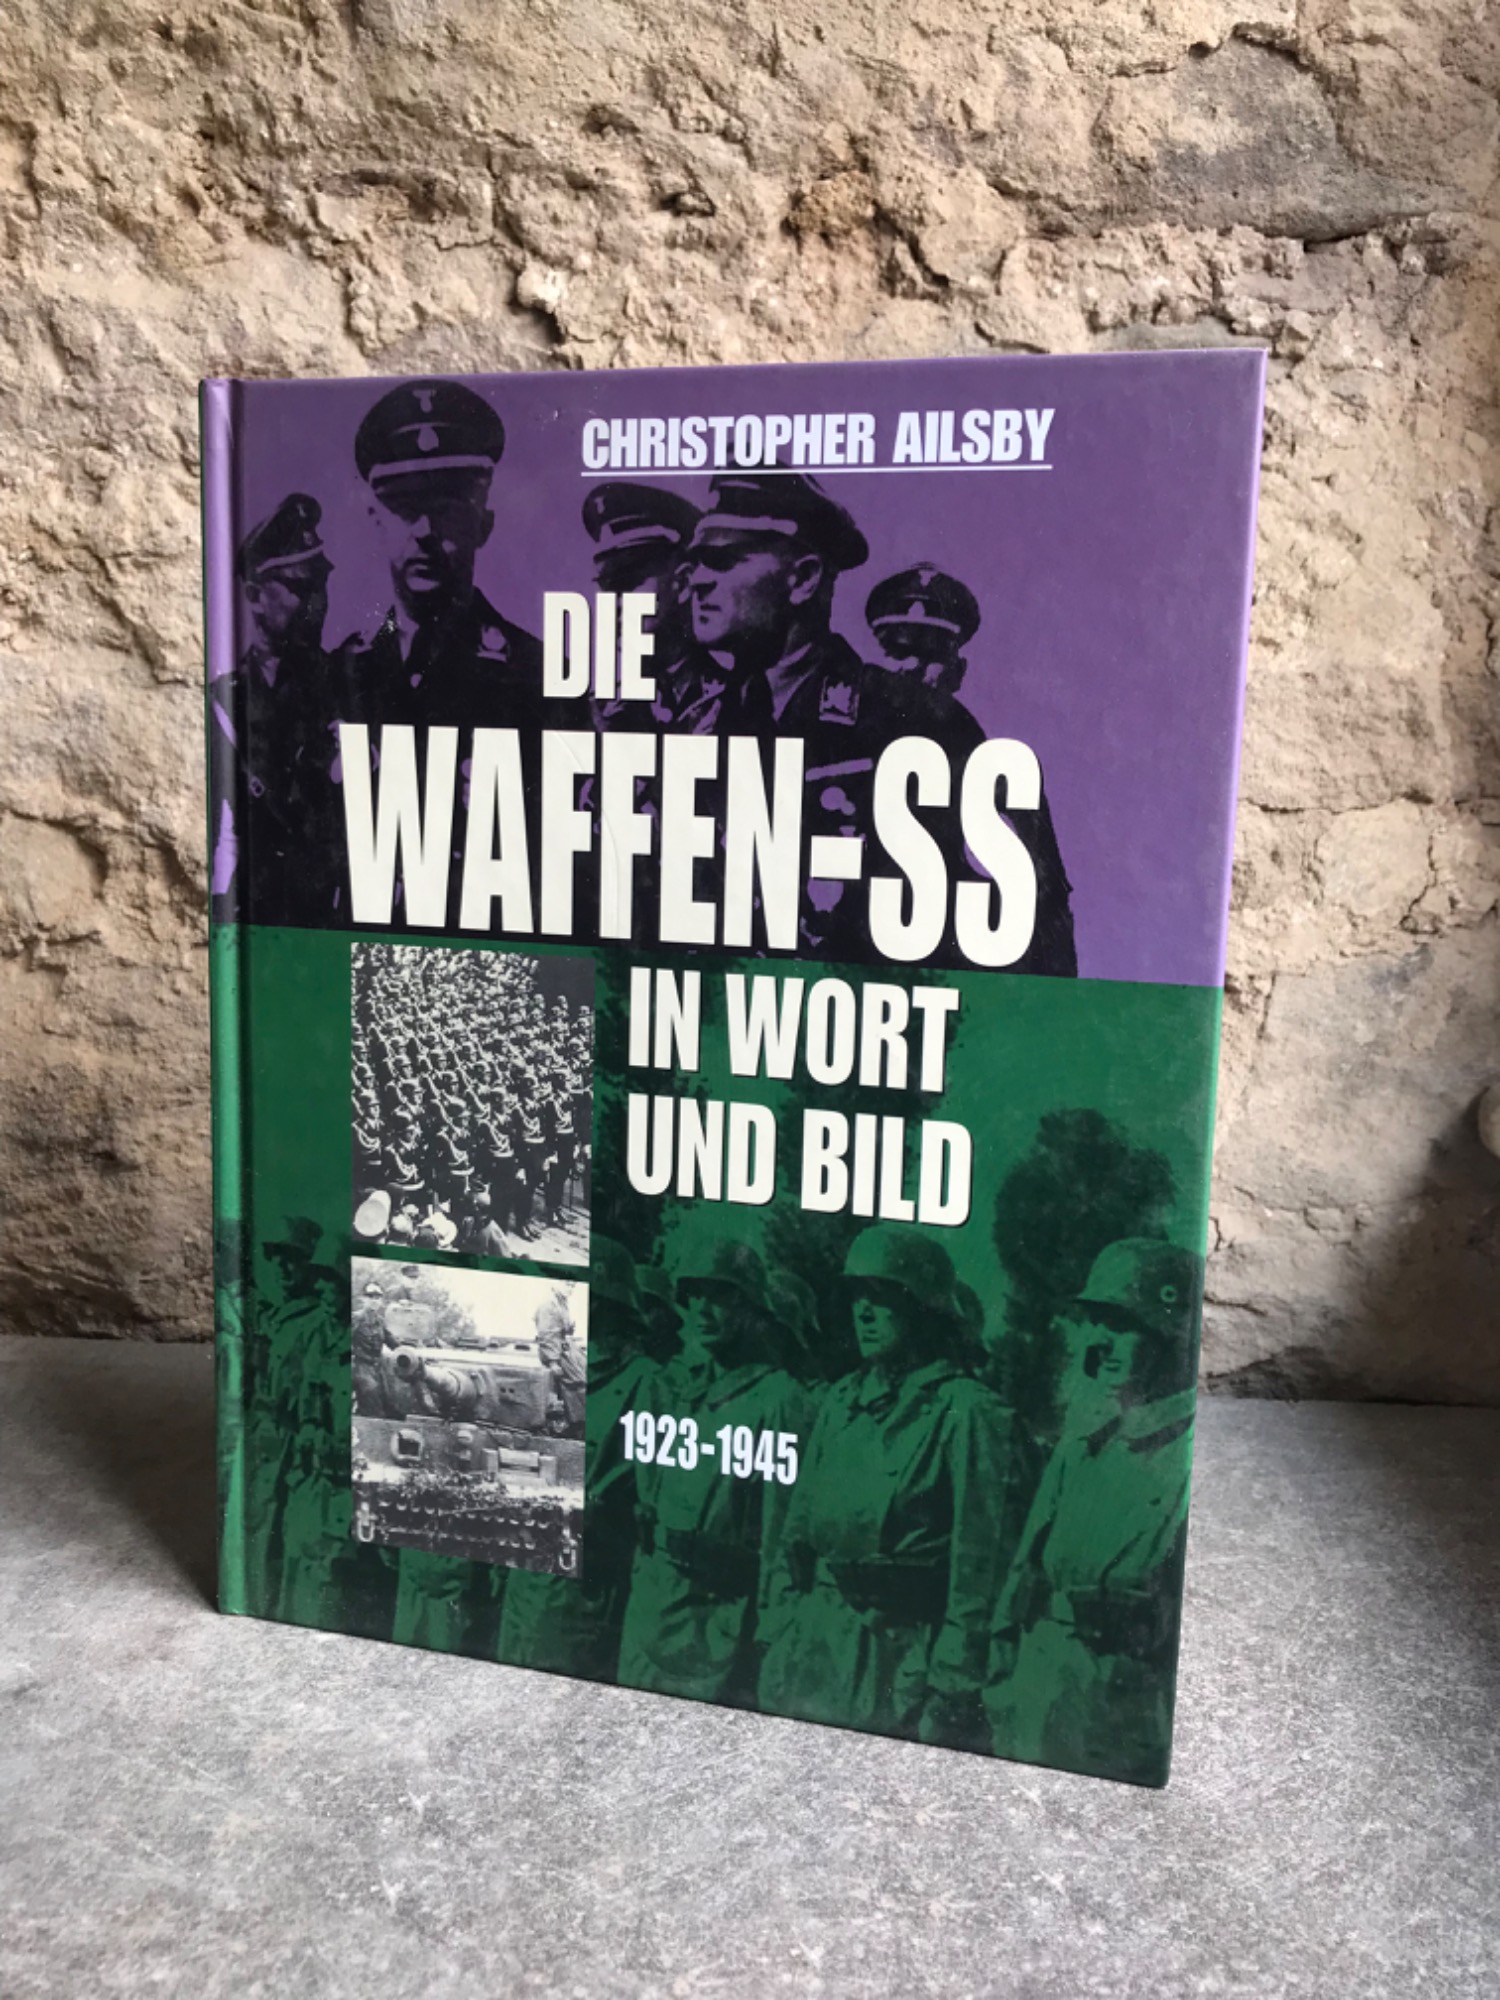 CHRISTOPHER AILSBY
DIE
WAFFEN-SS
IN WORT
UND BILD
1923-1945